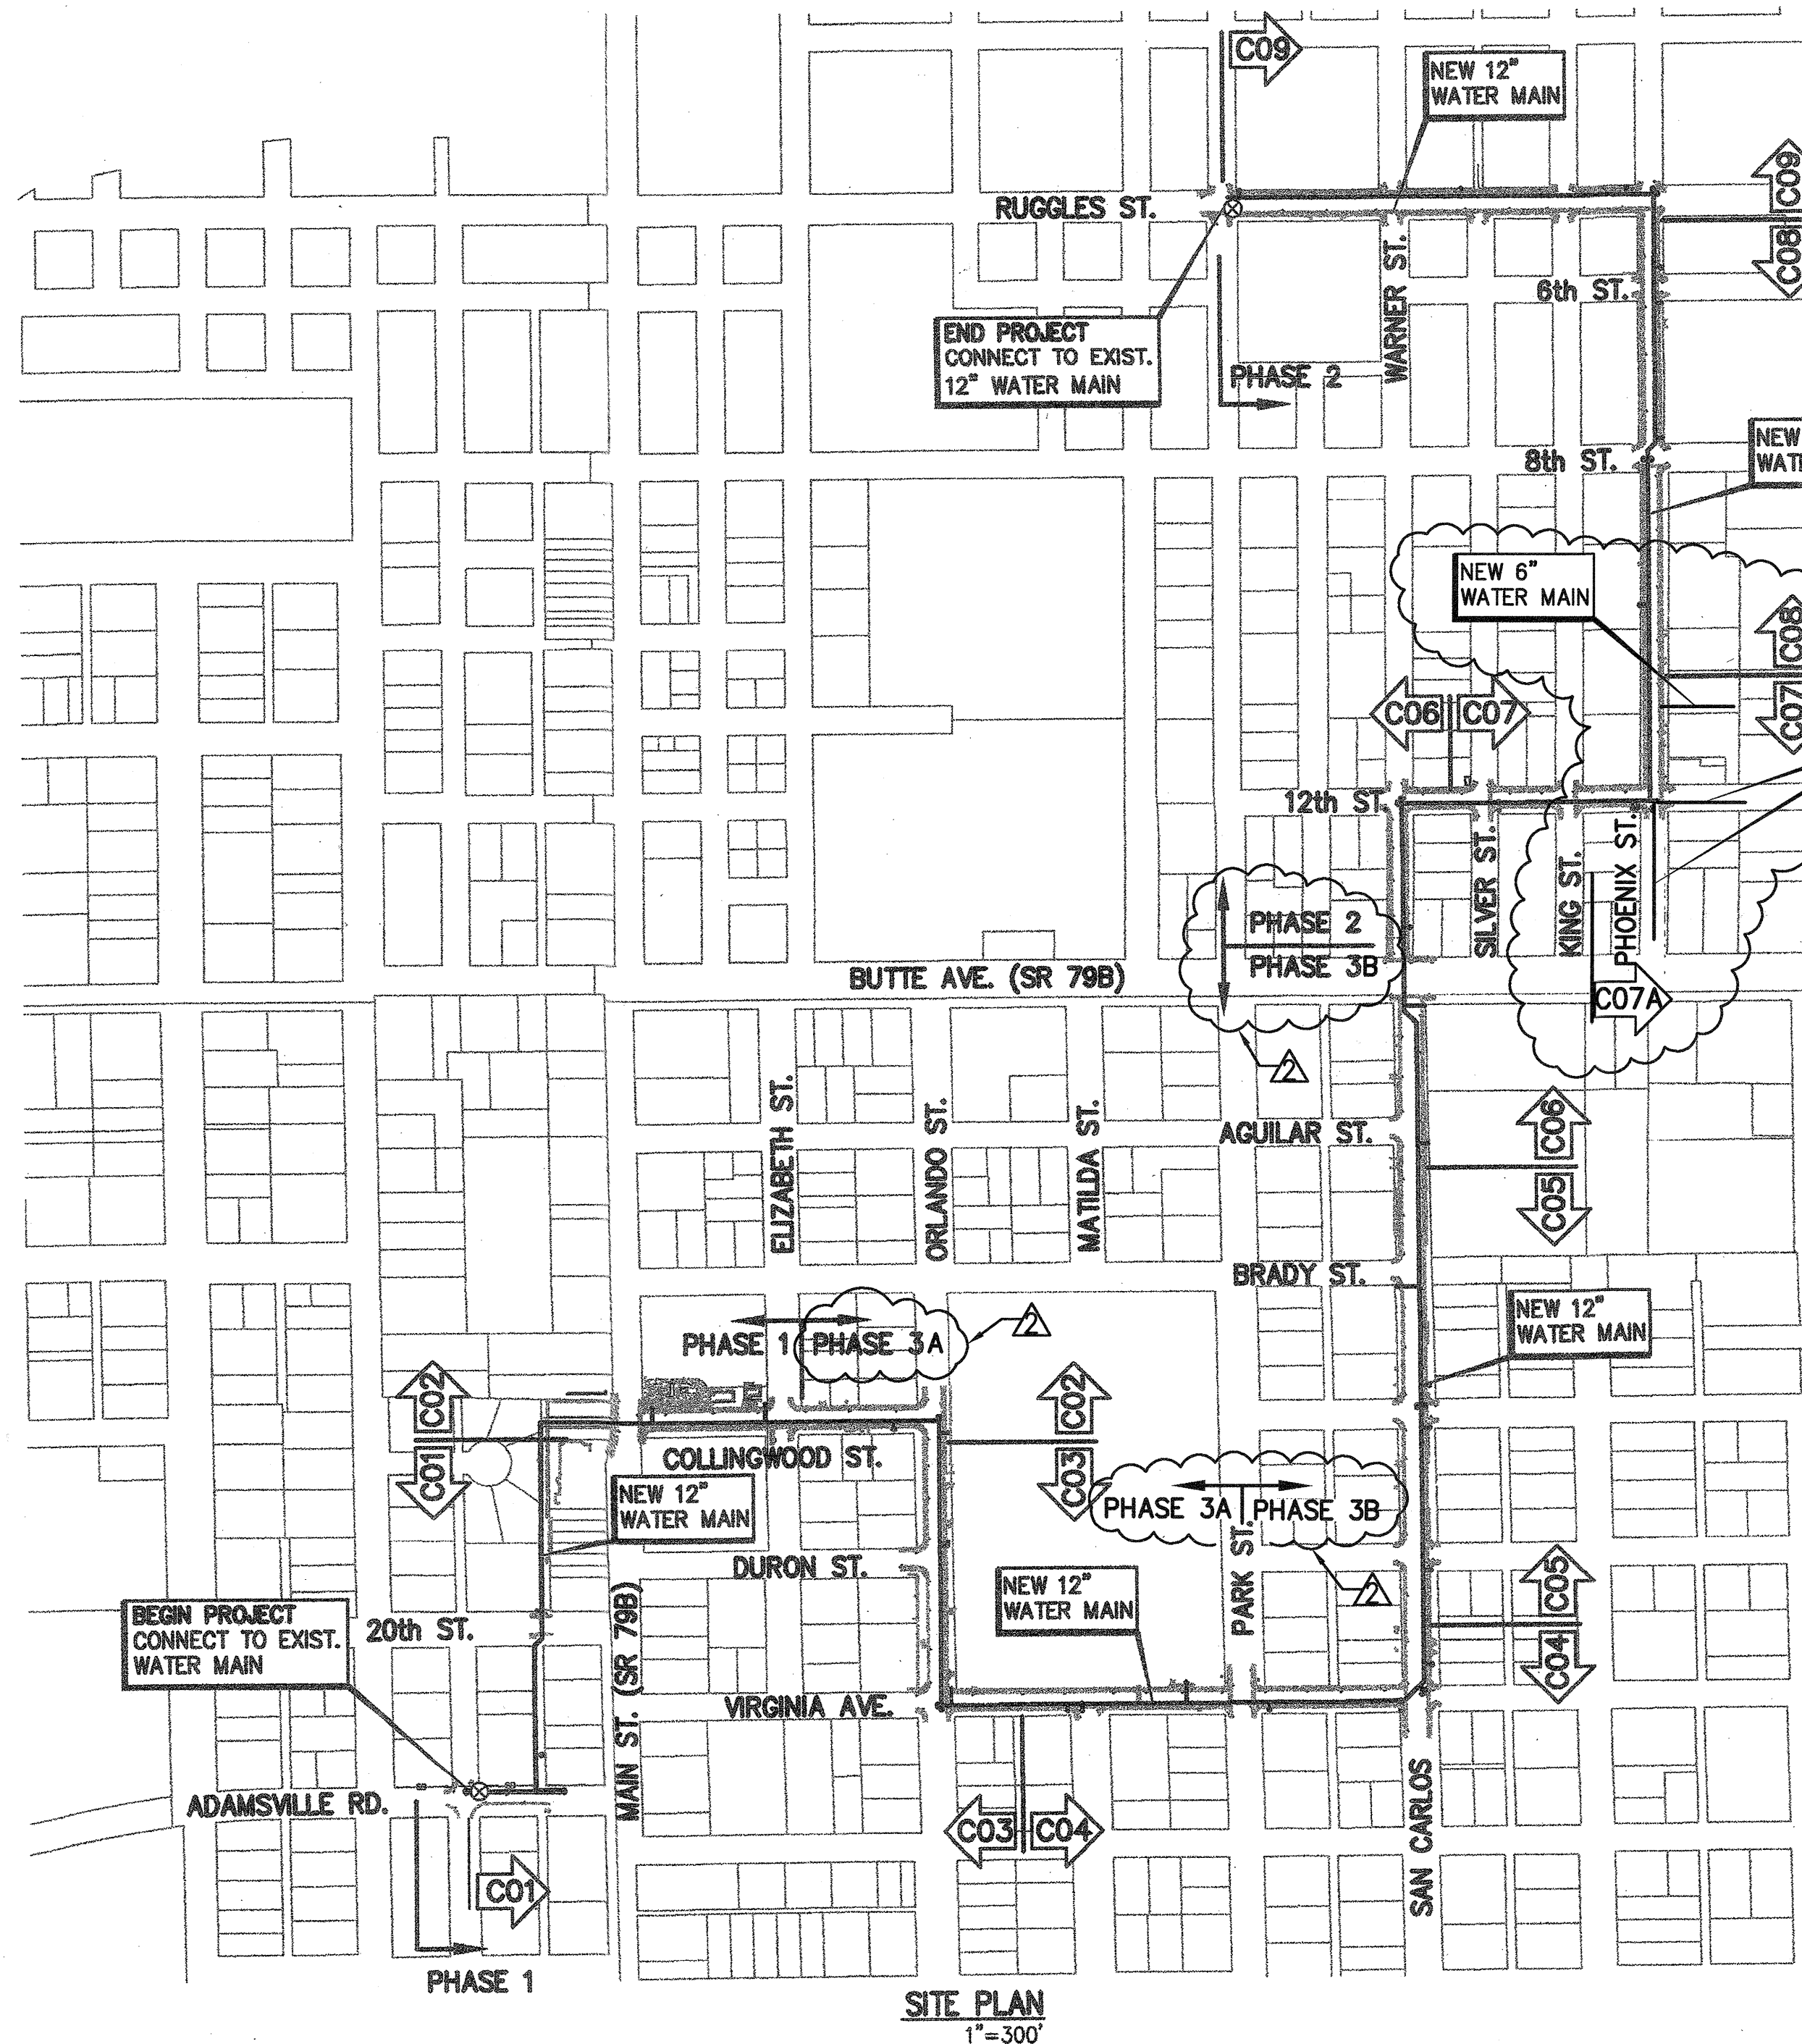 C09
NEW 12"
WATER MAIN
C09
C08
RUGGLES ST.
WARNER ST.
6th ST.
END PROJECT
CONNECT TO EXIST.
12" WATER MAIN
PHASE 2
NEW
8th ST.
NEW 6"
WATER MAIN
C08
C07
C06
C07
12th ST.
SILVER ST.
KING ST.
PHOENIX ST.
PHASE 2
PHASE 3B
BUTTE AVE. (SR 79B)
C07A
2
ELIZABETH ST.
ORLANDO ST.
MATILDA ST.
AGUILAR ST.
C06
C05
BRADY ST.
NEW 12"
WATER MAIN
PHASE 1
PHASE 3A
2
C02
C01
C02
C03
COLLINGWOOD ST.
NEW 12"
WATER MAIN
PHASE 3A
PHASE 3B
PARK ST.
2
DURON ST.
NEW 12"
WATER MAIN
C05
C04
BEGIN PROJECT
CONNECT TO EXIST.
WATER MAIN
20th ST.
MAIN ST. (SR 79B)
VIRGINIA AVE.
SAN CARLOS
ADAMSVILLE RD.
C03
C04
C01
PHASE 1
SITE PLAN
1"=300'